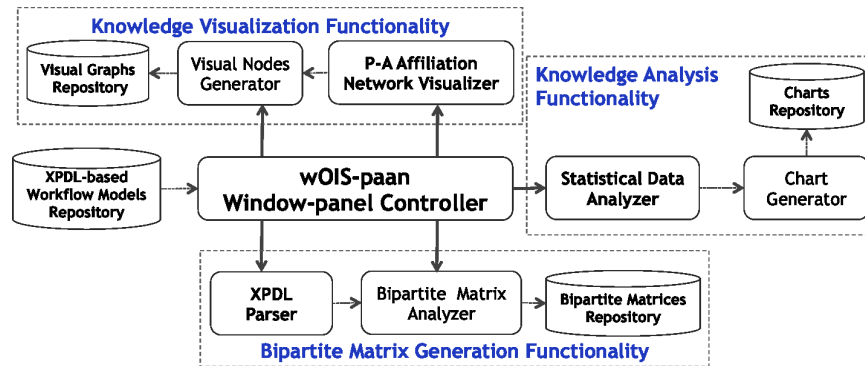 Knowledge Visualization Functionality
Visual Graphs
Repository
Visual Nodes
Generator
P-A Affiliation
Network Visualizer
Knowledge Analysis
Functionality
Charts
Repository
XPDL-based
Workflow Models
Repository
wOIS-paan
Window-panel Controller
Statistical Data
Analyzer
Chart
Generator
XPDL
Parser
Bipartite Matrix
Analyzer
Bipartite Matrices
Repository
Bipartite Matrix Generation Functionality